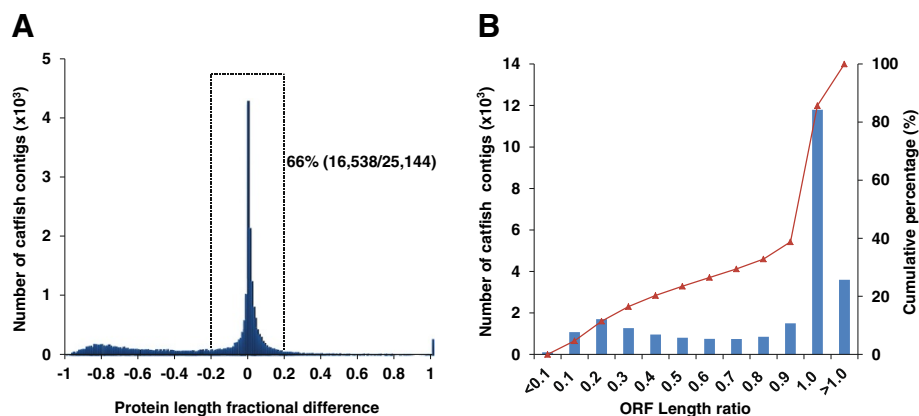 A
Number of catfish contigs (x10³)
5
4
3
2
1
0
-1 -0.8 -0.6 -0.4 -0.2 0 0.2 0.4 0.6 0.8 1
Protein length fractional difference
66% (16,538/25,144)
B
Number of catfish contigs (x10³)
14
12
10
8
6
4
2
0
<0.1 0.1 0.2 0.3 0.4 0.5 0.6 0.7 0.8 0.9 1.0 >1.0
ORF Length ratio
100
80
60
40
20
0
Cumulative percentage (%)